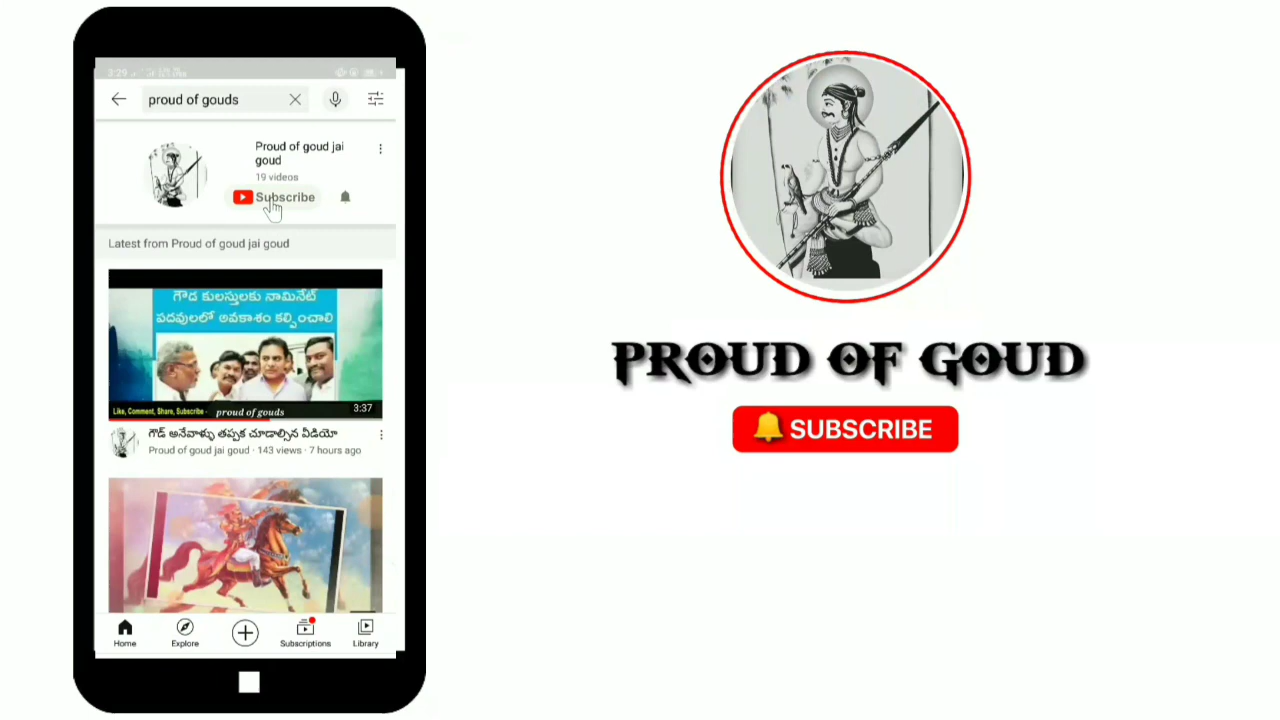 3:29
proud of gouds
Proud of goud jai
goud
19 videos
Subscribe
Latest from Proud of goud jai goud
గౌడ కులస్తులకు నామినేట్
పదవులలో అవకాశం కల్పించాలి
Like, Comment, Share, Subscribe - proud of gouds
3:37
గౌడ్ అనేవాళ్ళు తప్పక చూడాల్సిన వీడియో
Proud of goud jai goud · 143 views · 7 hours ago
Home
Explore
Subscriptions
Library
PROUD OF GOUD
SUBSCRIBE